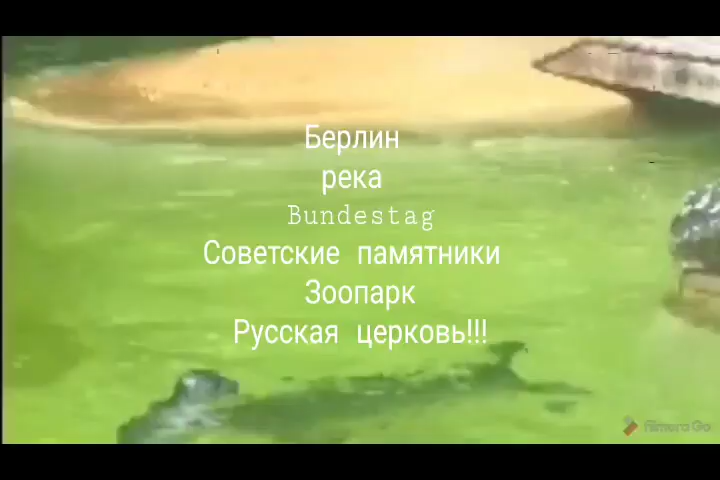 Берлин
река
Bundestag
Советские памятники
Зоопарк
Русская церковь!!!
filmora Go